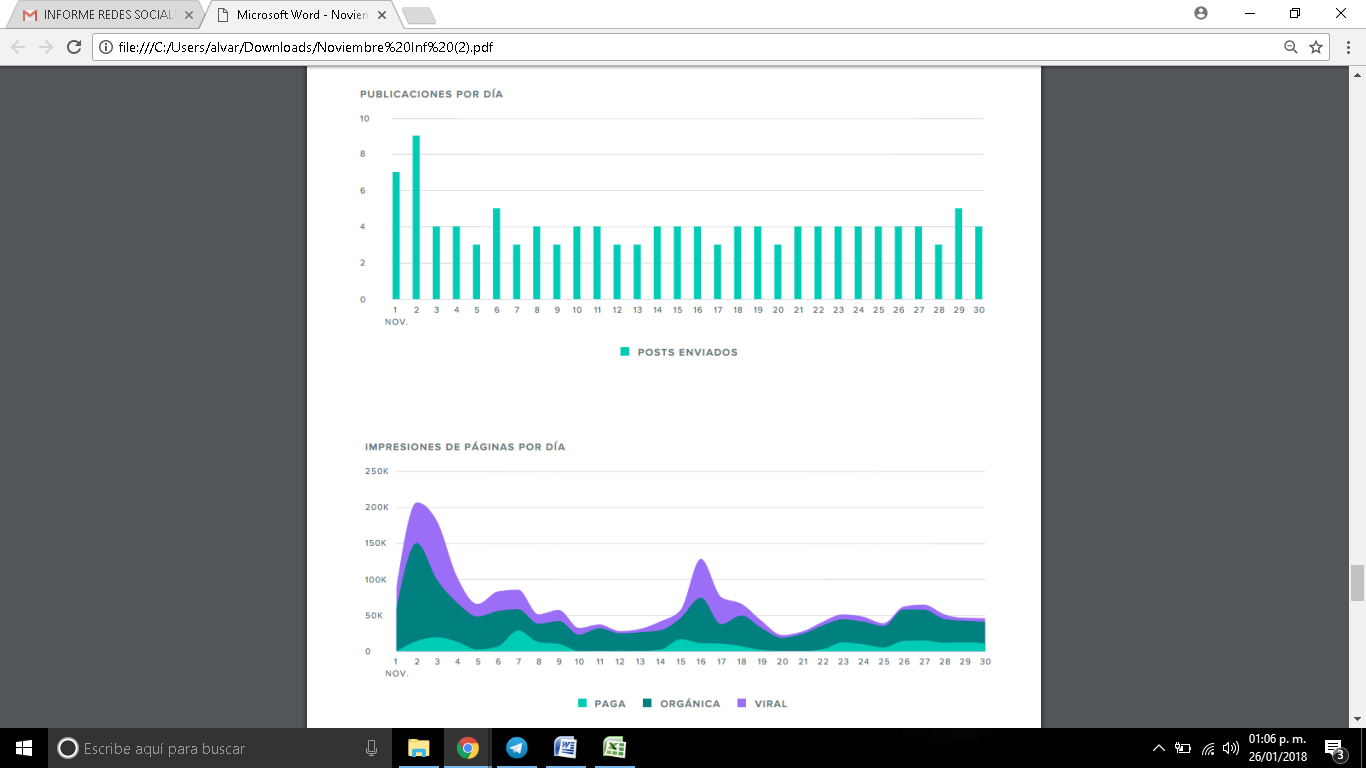 INFORME REDES SOCIAL
Microsoft Word - Noviem
file:///C:/Users/alvar/Downloads/Noviembre%20Inf%20(2).pdf
PUBLICACIONES POR DÍA
10
8
6
4
2
0
1 2 3 4 5 6 7 8 9 10 11 12 13 14 15 16 17 18 19 20 21 22 23 24 25 26 27 28 29 30
NOV.
POSTS ENVIADOS
IMPRESIONES DE PÁGINAS POR DÍA
250K
200K
150K
100K
50K
0
1 2 3 4 5 6 7 8 9 10 11 12 13 14 15 16 17 18 19 20 21 22 23 24 25 26 27 28 29 30
NOV.
PAGA ORGÁNICA VIRAL
Escribe aquí para buscar
01:06 p. m.
26/01/2018
3